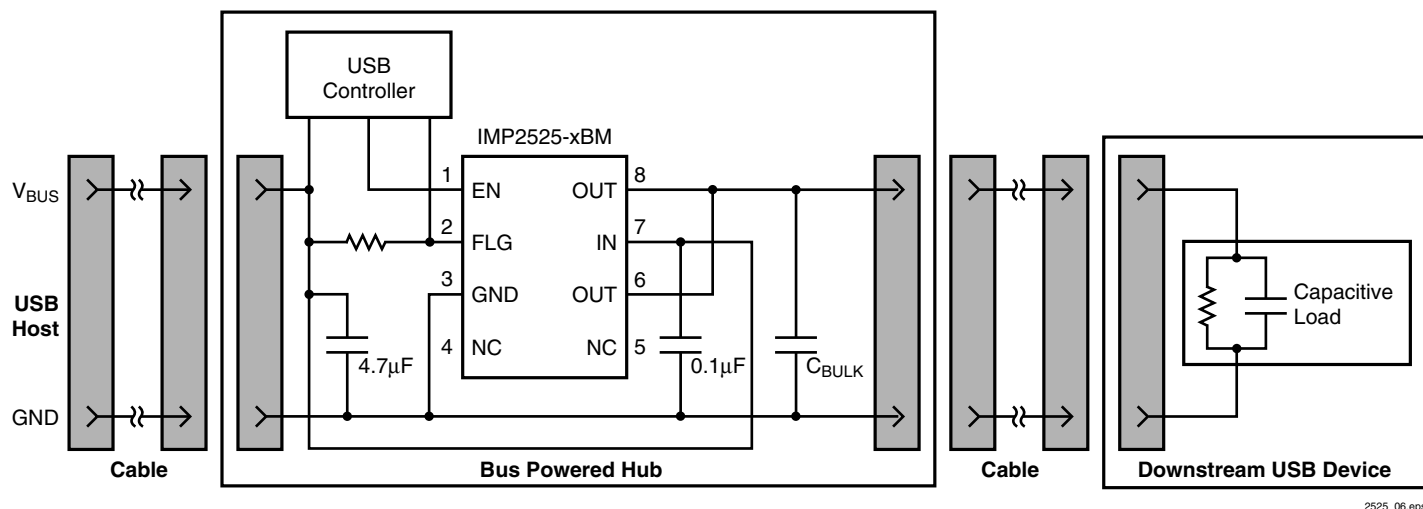 USB
Controller
IMP2525-xBM
VBUS
1
EN
OUT
8
2
FLG
IN
7
3
GND
OUT
6
4
NC
NC
5
USB
Host
4.7μF
0.1μF
CBULK
Capacitive
Load
GND
Cable
Bus Powered Hub
Cable
Downstream USB Device
2525_06.eps